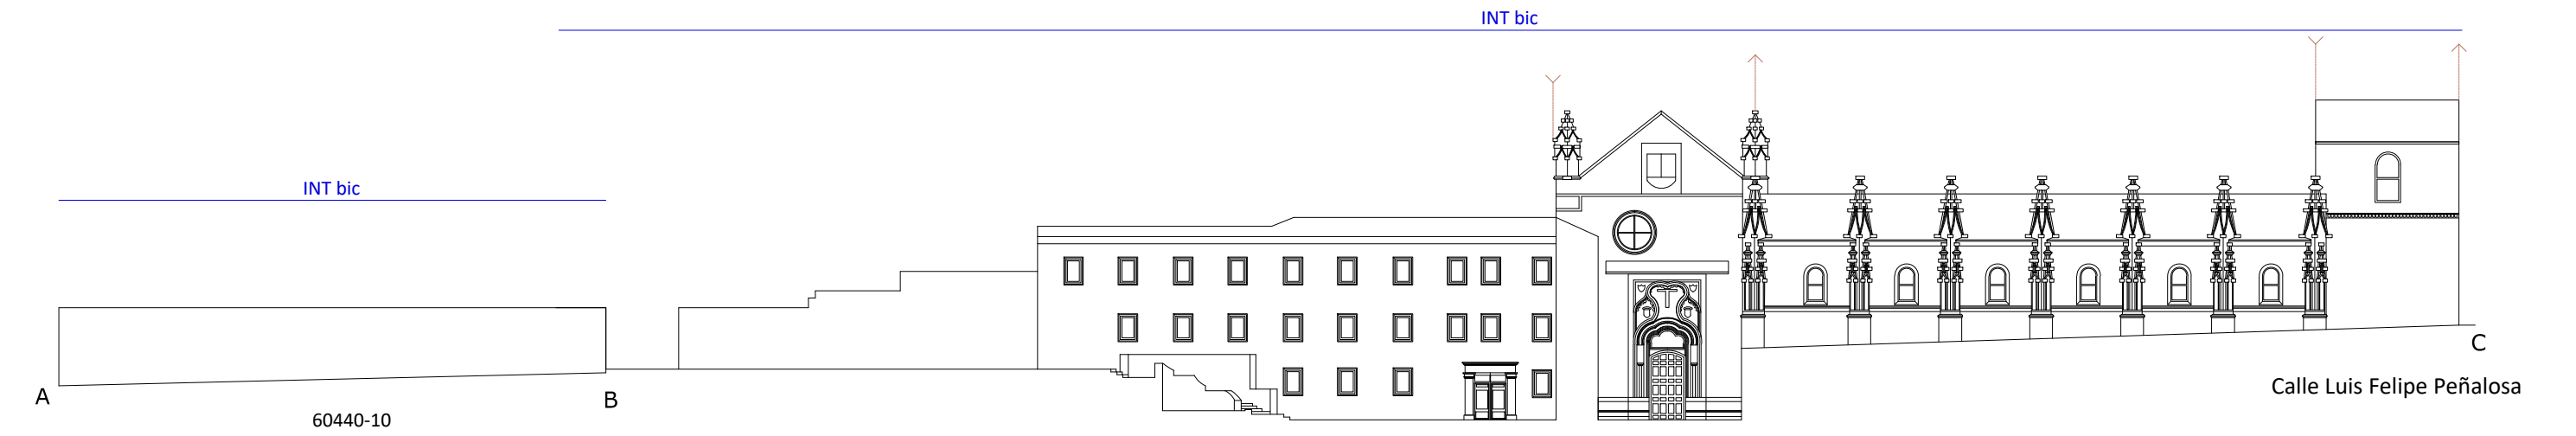 INT bic
INT bic
A
B
C
Calle Luis Felipe Peñalosa
60440-10